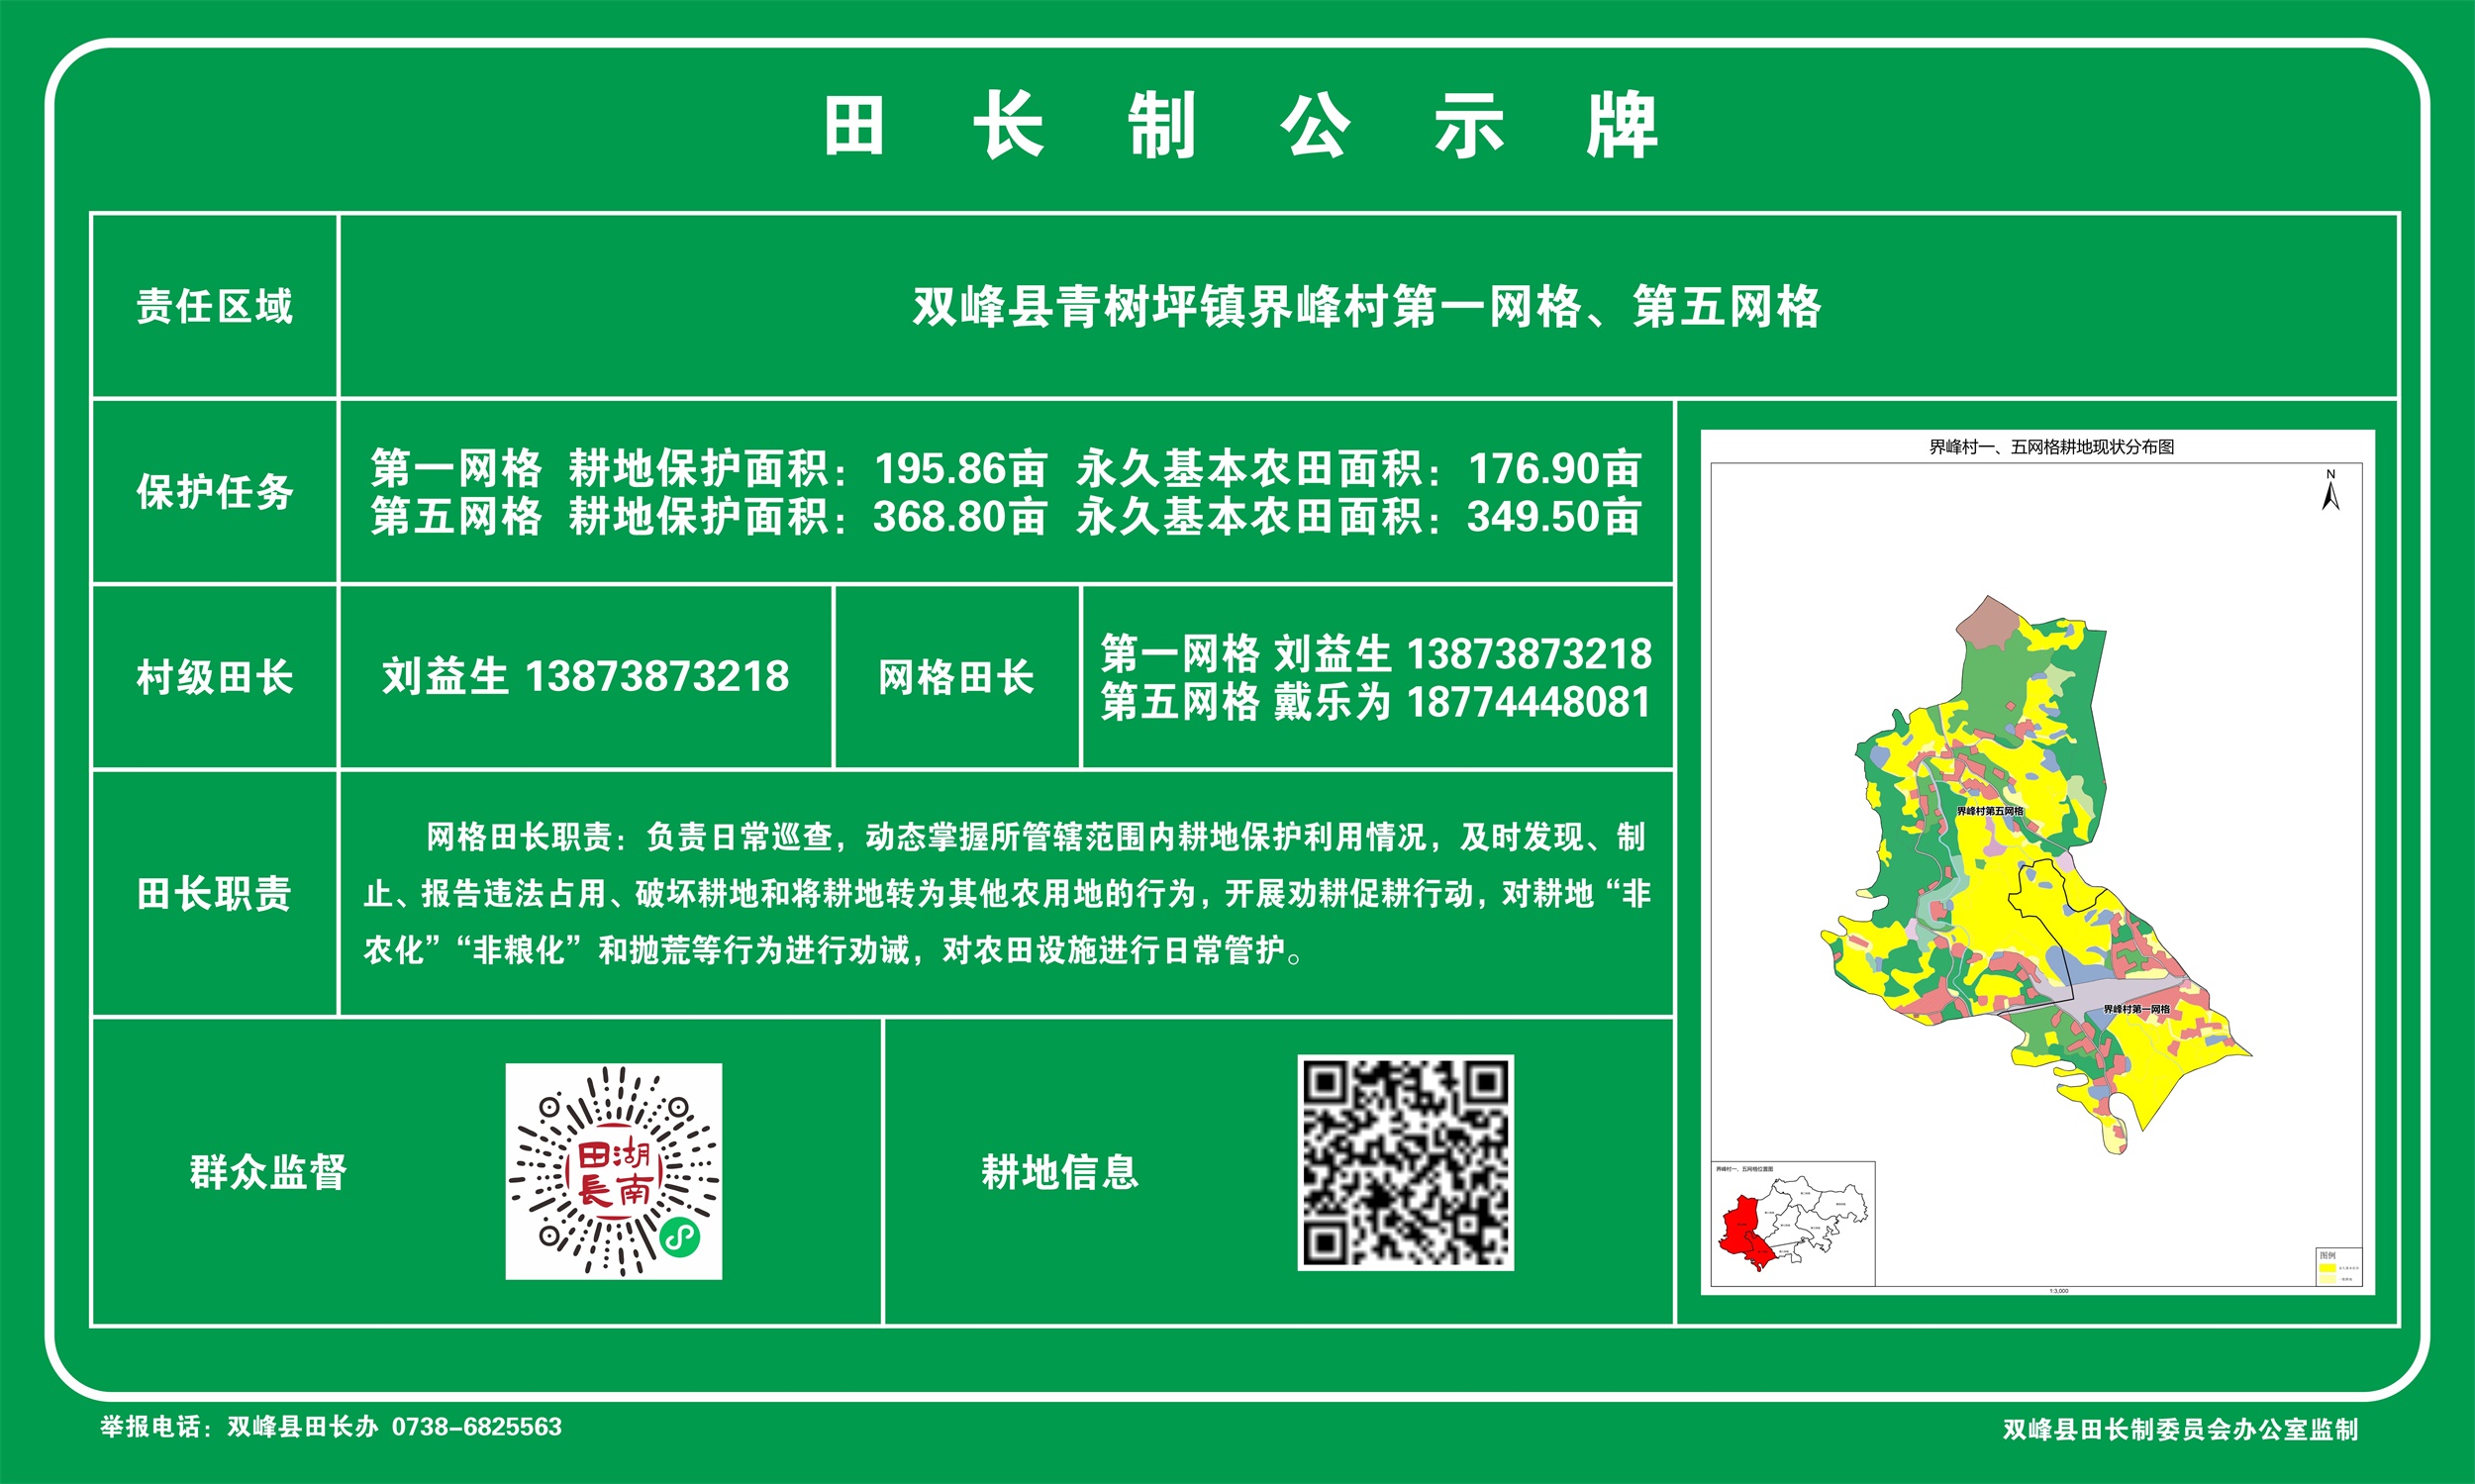 田长制公示牌
责任区域
双峰县青树坪镇界峰村第一网格、第五网格
保护任务
第一网格 耕地保护面积：195.86亩 永久基本农田面积：176.90亩
第五网格 耕地保护面积：368.80亩 永久基本农田面积：349.50亩
村级田长
刘益生 13873873218
网格田长
第一网格 刘益生 13873873218
第五网格 戴乐为 18774448081
田长职责
网格田长职责：负责日常巡查，动态掌握所管辖范围内耕地保护利用情况，及时发现、制
止、报告违法占用、破坏耕地和将耕地转为其他农用地的行为，开展劝耕促耕行动，对耕地“非
农化”“非粮化”和抛荒等行为进行劝诫，对农田设施进行日常管护。
群众监督
湖南
田長
耕地信息
界峰村一、五网格耕地现状分布图
N
界峰村第五网格
界峰村第一网格
界峰村一、五网格位置图
图例
1:3,000
举报电话：双峰县田长办 0738-6825563
双峰县田长制委员会办公室监制